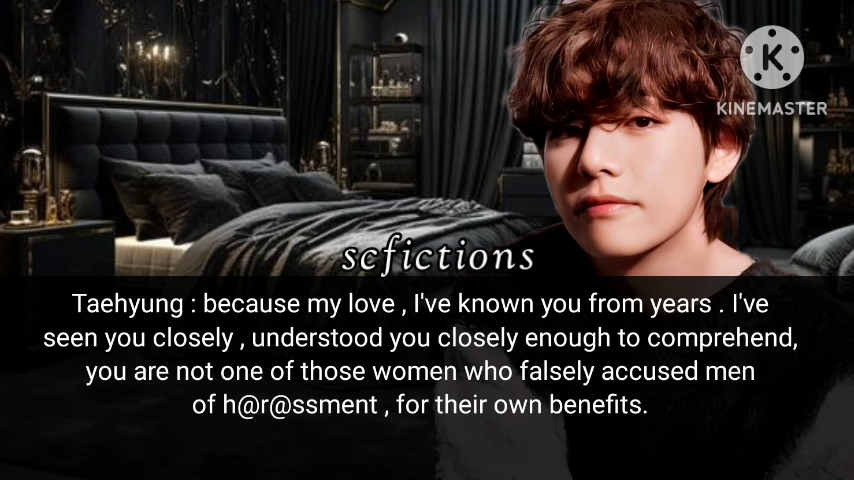 KINEMASTER
scfictions
Taehyung : because my love , I've known you from years . I've
seen you closely , understood you closely enough to comprehend,
you are not one of those women who falsely accused men
of h@r@ssment , for their own benefits.